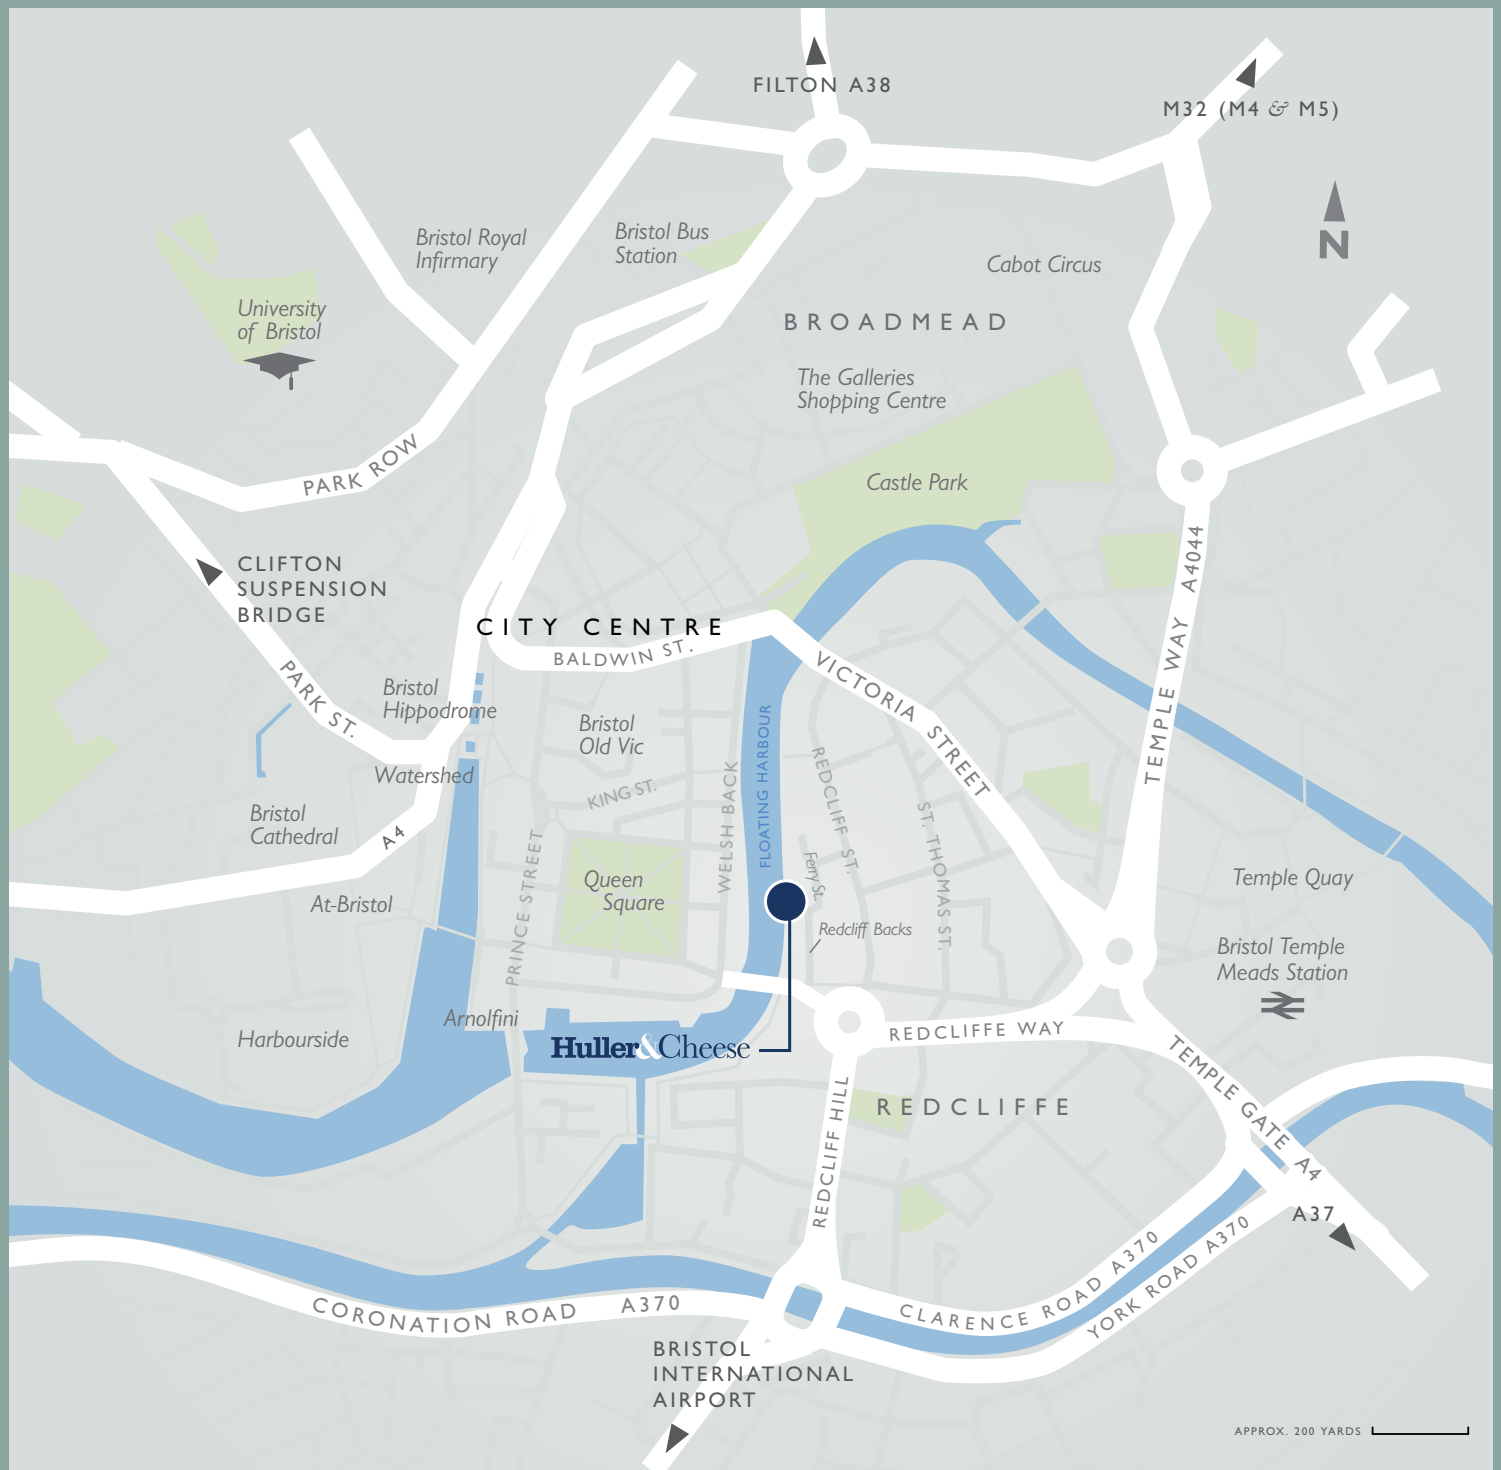 FILTON A38
M32 (M4 & M5)
N
Bristol Royal
Infirmary
Bristol Bus
Station
Cabot Circus
University
of Bristol
BROADMEAD
The Galleries
Shopping Centre
PARK ROW
Castle Park
CLIFTON
SUSPENSION
BRIDGE
TEMPLE WAY A4044
CITY CENTRE
BALDWIN ST.
VICTORIA STREET
PARK ST.
Bristol
Hippodrome
Bristol
Old Vic
FLOATING HARBOUR
Watershed
KING ST.
WELSH BACK
REDCLIFF ST.
ST. THOMAS ST.
Bristol
Cathedral
A4
PRINCE STREET
Queen
Square
Ferry St.
Temple Quay
At-Bristol
Redcliff Backs
Bristol Temple
Meads Station
Arnolfini
Harbourside
Huller&Cheese
REDCLIFFE WAY
TEMPLE GATE A4
REDCLIFFE
REDCLIFF HILL
A37
CORONATION ROAD A370
CLARENCE ROAD A370
YORK ROAD A370
BRISTOL
INTERNATIONAL
AIRPORT
APPROX. 200 YARDS